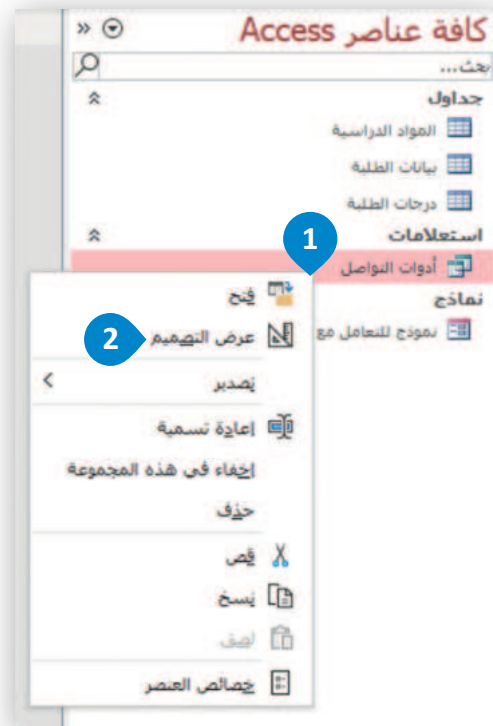 كافة عناصر Access
بحث...
جداول
المواد الدراسية
بيانات الطلبة
درجات الطلبة
استعلامات
1
أدوات التواصل
نماذج
نموذج للتعامل مع
فتح
2
عرض التصميم
تصدير
إعادة تسمية
إخفاء في هذه المجموعة
حذف
قص
نسخ
لصق
خصائص العنصر